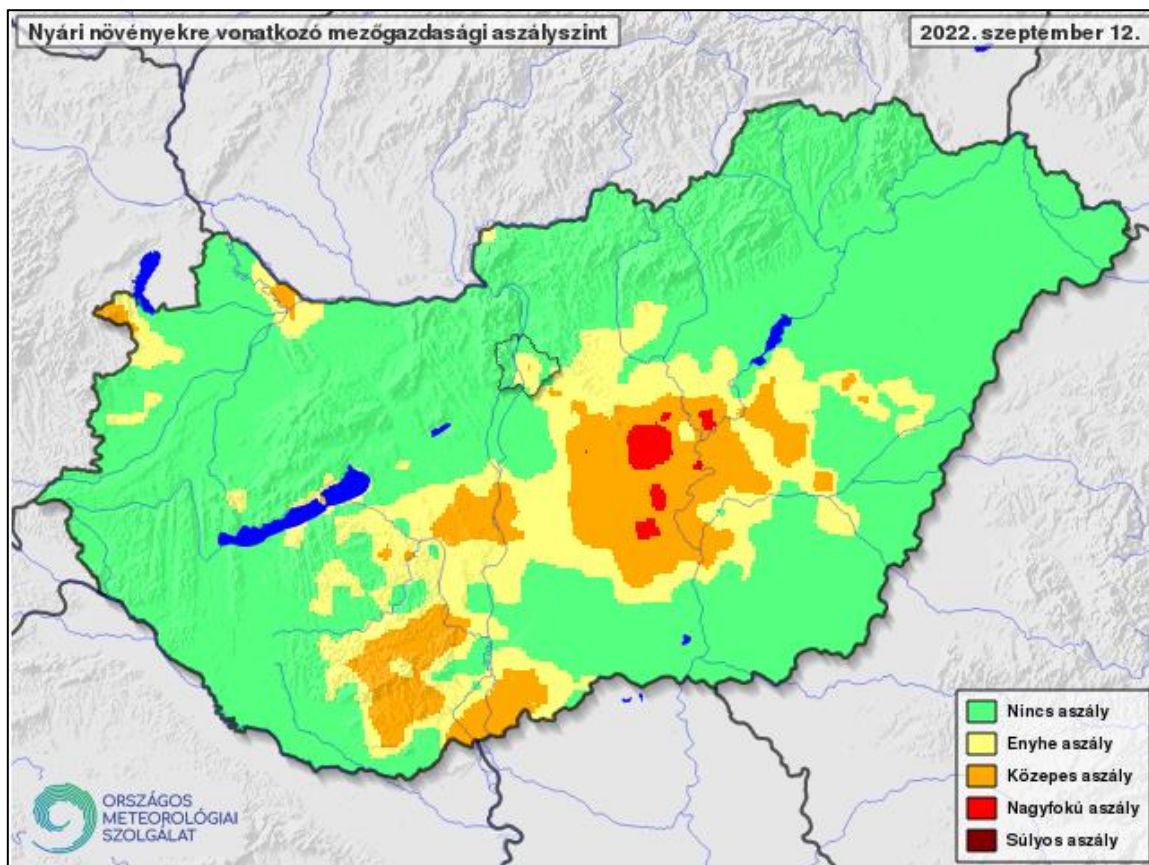 Nyári növényekre vonatkozó mezőgazdasági aszályszint
2022. szeptember 12.
Nincs aszály
Enyhe aszály
Közepes aszály
Nagyfokú aszály
Súlyos aszály
ORSZÁGOS
METEOROLÓGIAI
SZOLGÁLAT